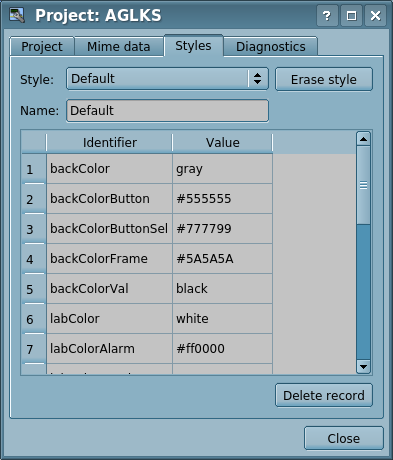 Project: AGLKS
Project Mime data Styles Diagnostics
Style: Default Erase style
Name: Default
Identifier Value
1 backColor gray
2 backColorButton #555555
3 backColorButtonSel #777799
4 backColorFrame #5A5A5A
5 backColorVal black
6 labColor white
7 labColorAlarm #ff0000
Delete record
Close